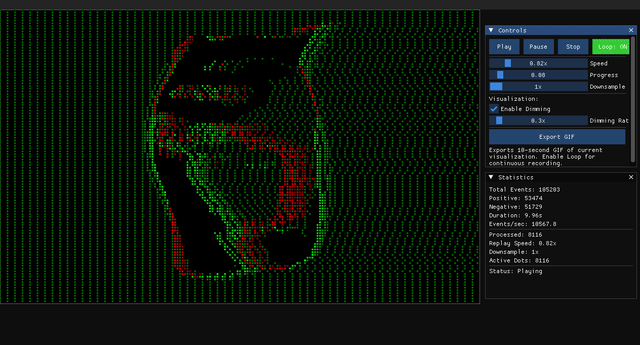 Controls
Play Pause Stop Loop: ON
0.82x Speed
0.08 Progress
1x Downsample
Visualization:
Enable Dimming
0.3x Dimming Rat
Export GIF
Exports 10-second GIF of current
visualization. Enable Loop for
continuous recording.
Statistics
Total Events: 105203
Positive: 53474
Negative: 51729
Duration: 9.96s
Events/sec: 10567.8
Processed: 8116
Replay Speed: 0.82x
Downsample: 1x
Active Dots: 8116
Status: Playing